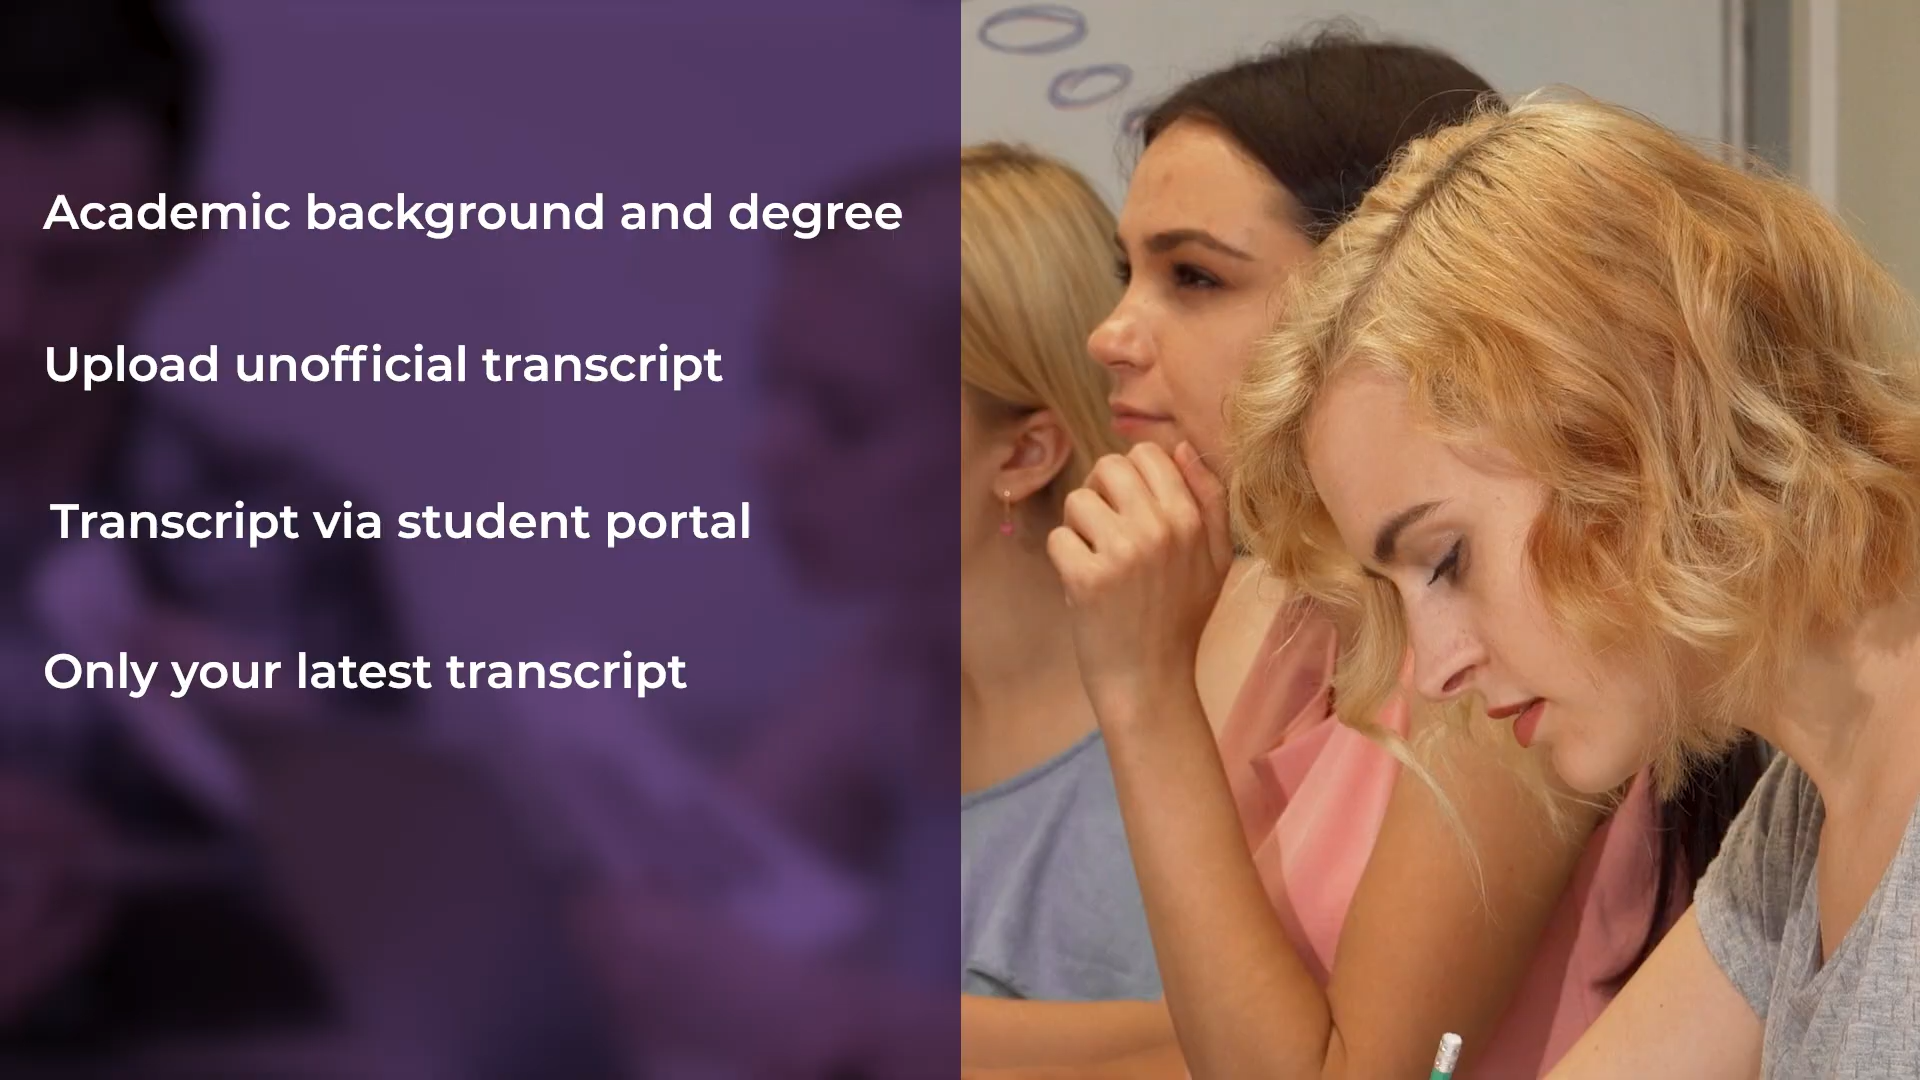 Academic background and degree
Upload unofficial transcript
Transcript via student portal
Only your latest transcript